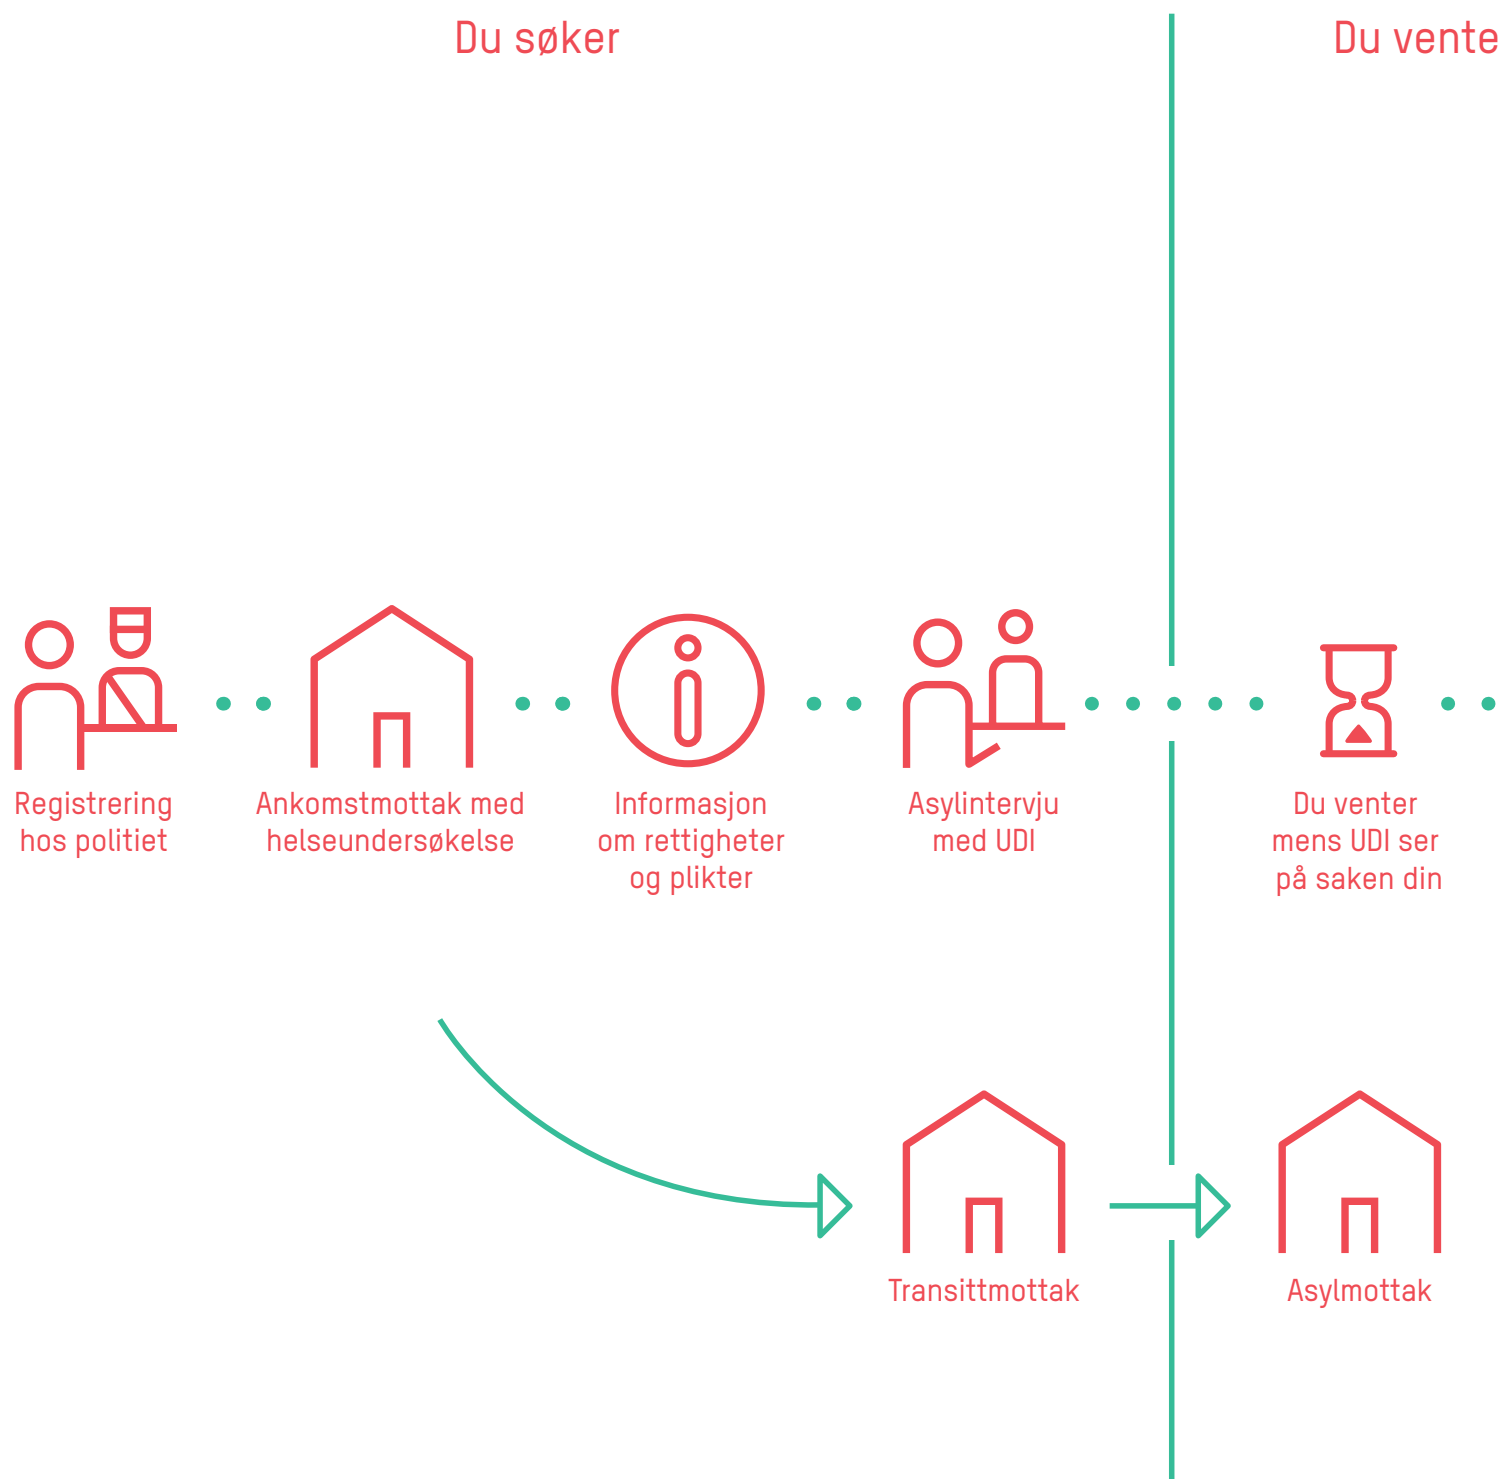 Du søker
Du vente
Registrering
hos politiet
Ankomstmottak med
helseundersøkelse
Informasjon
om rettigheter
og plikter
Asylintervju
med UDI
Du venter
mens UDI ser
på saken din
Transittmottak
Asylmottak